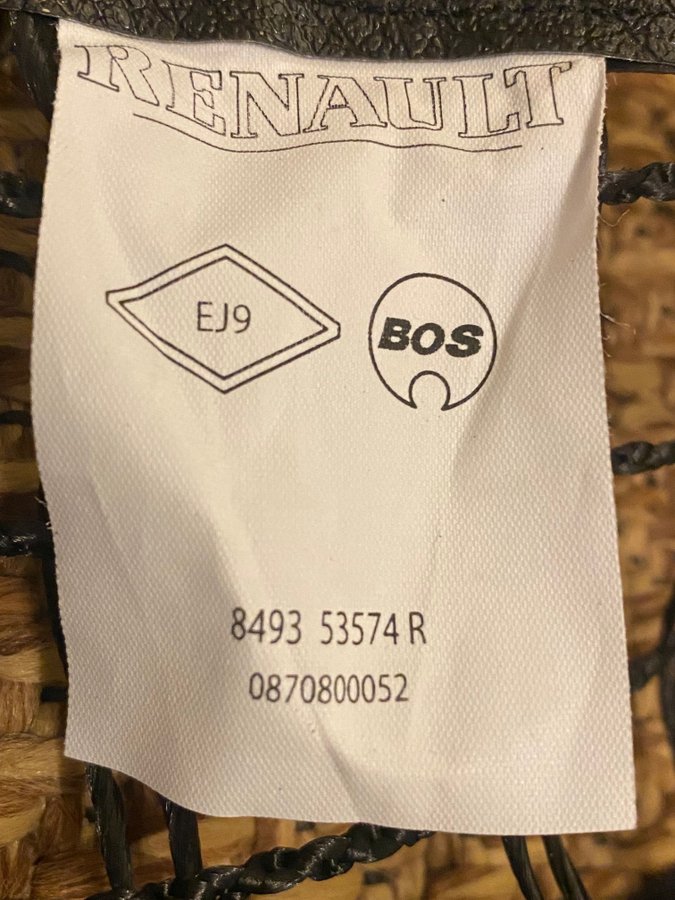 RENAULT
EJ9
BOS
8493 53574 R
0870800052